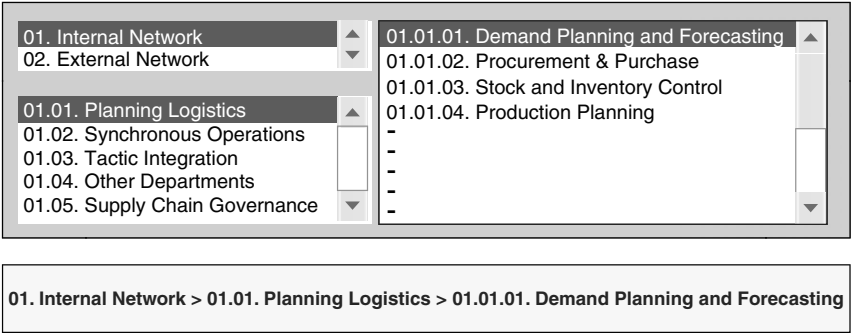 01. Internal Network
02. External Network
01.01. Planning Logistics
01.02. Synchronous Operations
01.03. Tactic Integration
01.04. Other Departments
01.05. Supply Chain Governance
01.01.01. Demand Planning and Forecasting
01.01.02. Procurement & Purchase
01.01.03. Stock and Inventory Control
01.01.04. Production Planning
-
-
-
-
-
01. Internal Network > 01.01. Planning Logistics > 01.01.01. Demand Planning and Forecasting